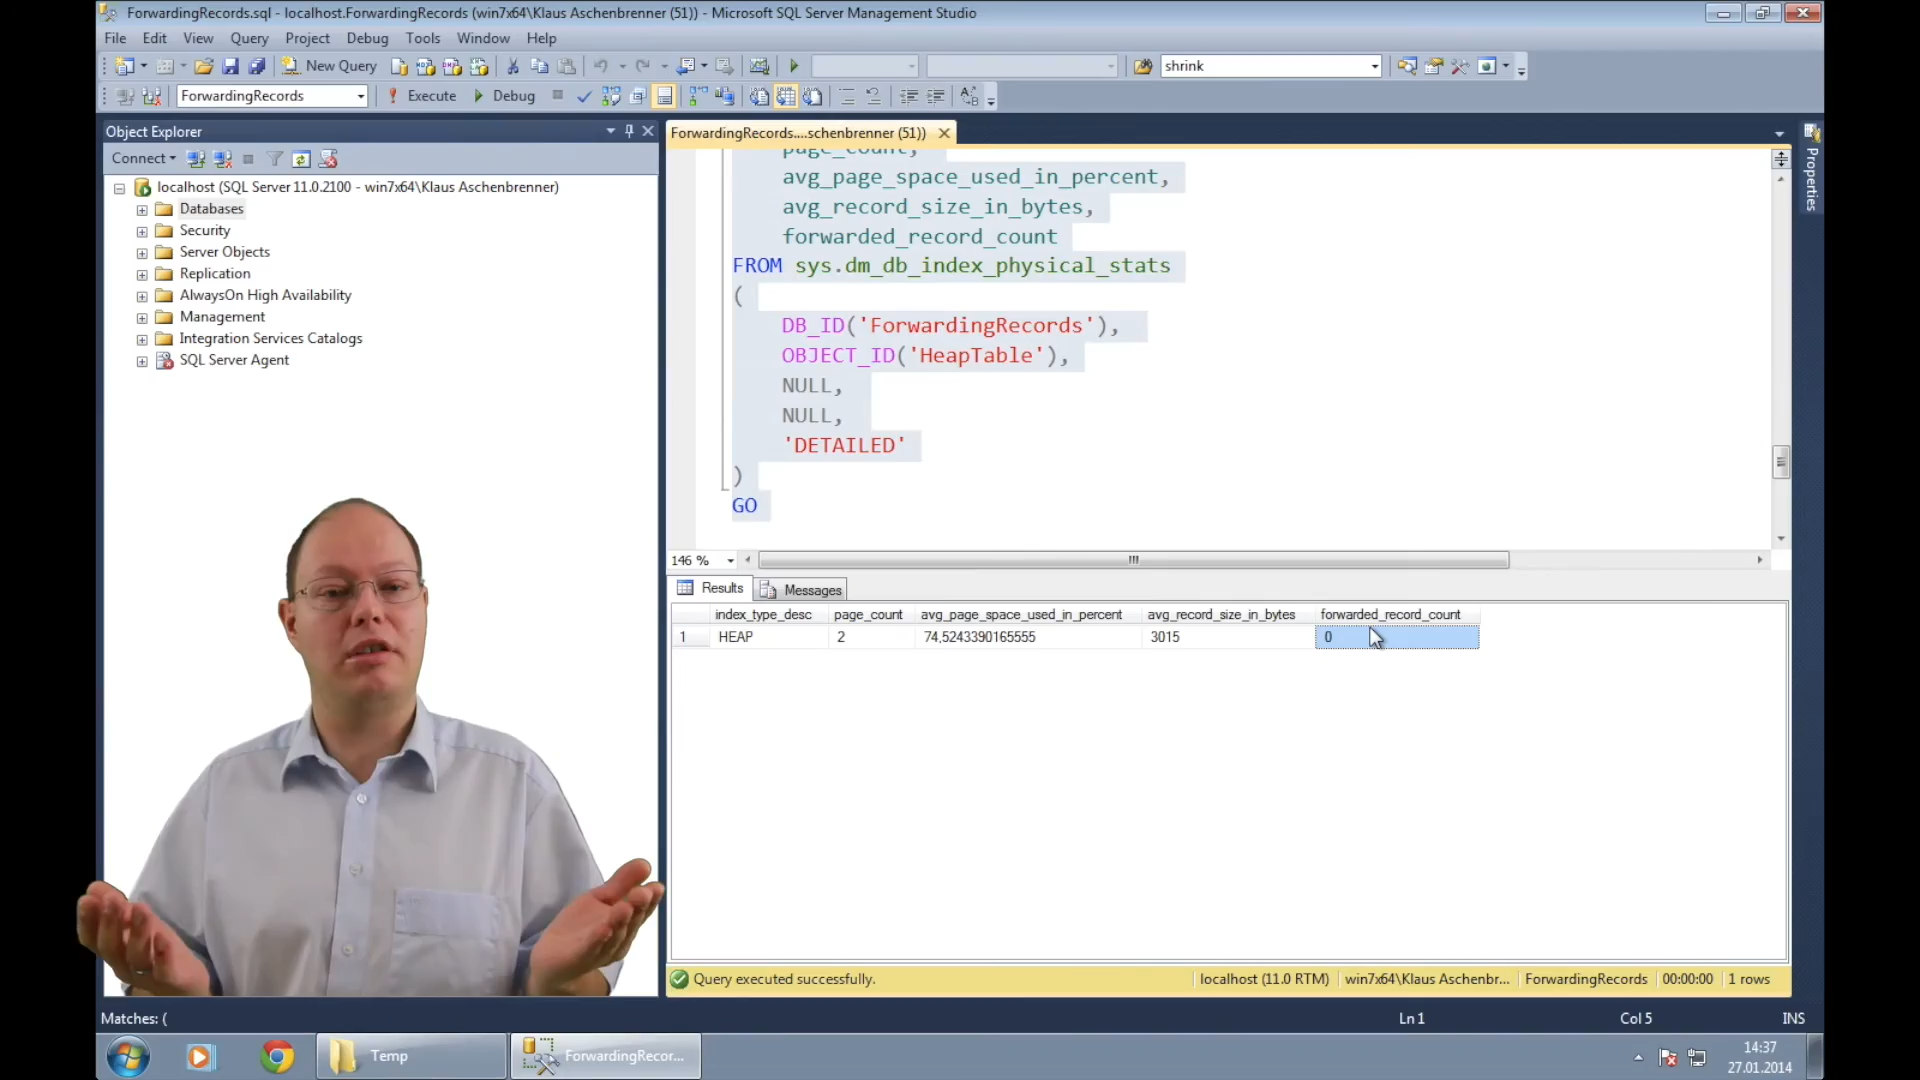 ForwardingRecords.sql - localhost.ForwardingRecords (win7x64\Klaus Aschenbrenner (51)) - Microsoft SQL Server Management Studio
File Edit View Query Project Debug Tools Window Help
New Query
shrink
ForwardingRecords
Execute
Debug
Object Explorer
ForwardingRecords....schenbrenner (51))
Properties
Connect
localhost (SQL Server 11.0.2100 - win7x64\Klaus Aschenbrenner)
Databases
Security
Server Objects
Replication
AlwaysOn High Availability
Management
Integration Services Catalogs
SQL Server Agent
page_count,
avg_page_space_used_in_percent,
avg_record_size_in_bytes,
forwarded_record_count
FROM sys.dm_db_index_physical_stats
(
DB_ID('ForwardingRecords'),
OBJECT_ID('HeapTable'),
NULL,
NULL,
'DETAILED'
)
GO
146 %
Results Messages
index_type_desc page_count avg_page_space_used_in_percent avg_record_size_in_bytes forwarded_record_count
1 HEAP 2 74,5243390165555 3015 0
Query executed successfully. localhost (11.0 RTM) win7x64\Klaus Aschenbr... ForwardingRecords 00:00:00 1 rows
Matches: ( Ln 1 Col 5 INS
Temp
ForwardingRecor...
14:37
27.01.2014